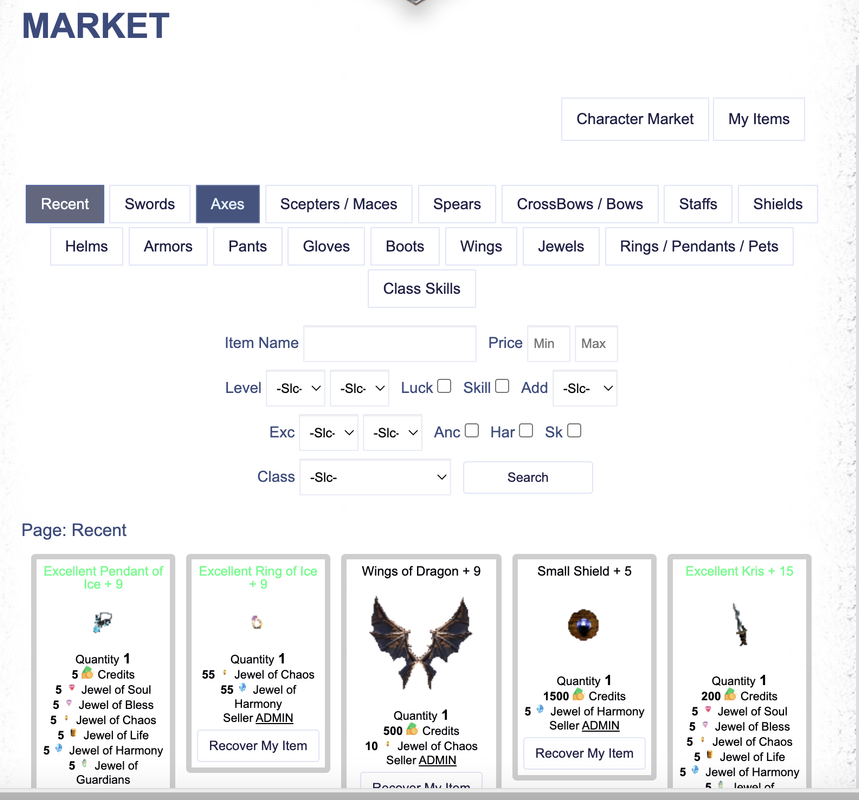 MARKET
Character Market My Items
Recent Swords Axes Scepters / Maces Spears CrossBows / Bows Staffs Shields
Helms Armors Pants Gloves Boots Wings Jewels Rings / Pendants / Pets
Class Skills
Item Name Price Min Max
Level -Slc- -Slc- Luck Skill Add -Slc-
Exc -Slc- -Slc- Anc Har Sk
Class -Slc- Search
Page: Recent
Excellent Pendant of
Ice + 9
Quantity 1
5 Credits
5 Jewel of Soul
5 Jewel of Bless
5 Jewel of Chaos
5 Jewel of Life
5 Jewel of Harmony
5 Jewel of
Guardians
Excellent Ring of Ice
+ 9
Quantity 1
55 Jewel of Chaos
55 Jewel of
Harmony
Seller ADMIN
Recover My Item
Wings of Dragon + 9
Quantity 1
500 Credits
10 Jewel of Chaos
Seller ADMIN
Recover My Item
Small Shield + 5
Quantity 1
1500 Credits
5 Jewel of Harmony
Seller ADMIN
Recover My Item
Excellent Kris + 15
Quantity 1
200 Credits
5 Jewel of Soul
5 Jewel of Bless
5 Jewel of Chaos
5 Jewel of Life
5 Jewel of Harmony
5 Jewel of